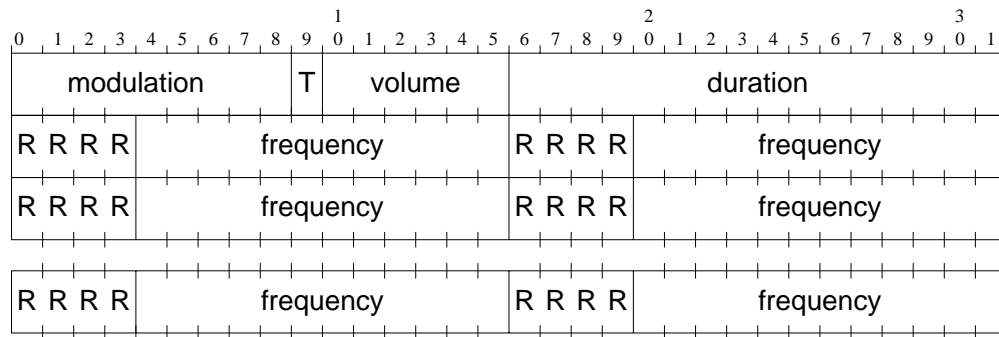 1 2 3
0 1 2 3 4 5 6 7 8 9 0 1 2 3 4 5 6 7 8 9 0 1 2 3 4 5 6 7 8 9 0 1
modulation T volume duration
R R R R frequency R R R R frequency
R R R R frequency R R R R frequency
R R R R frequency R R R R frequency